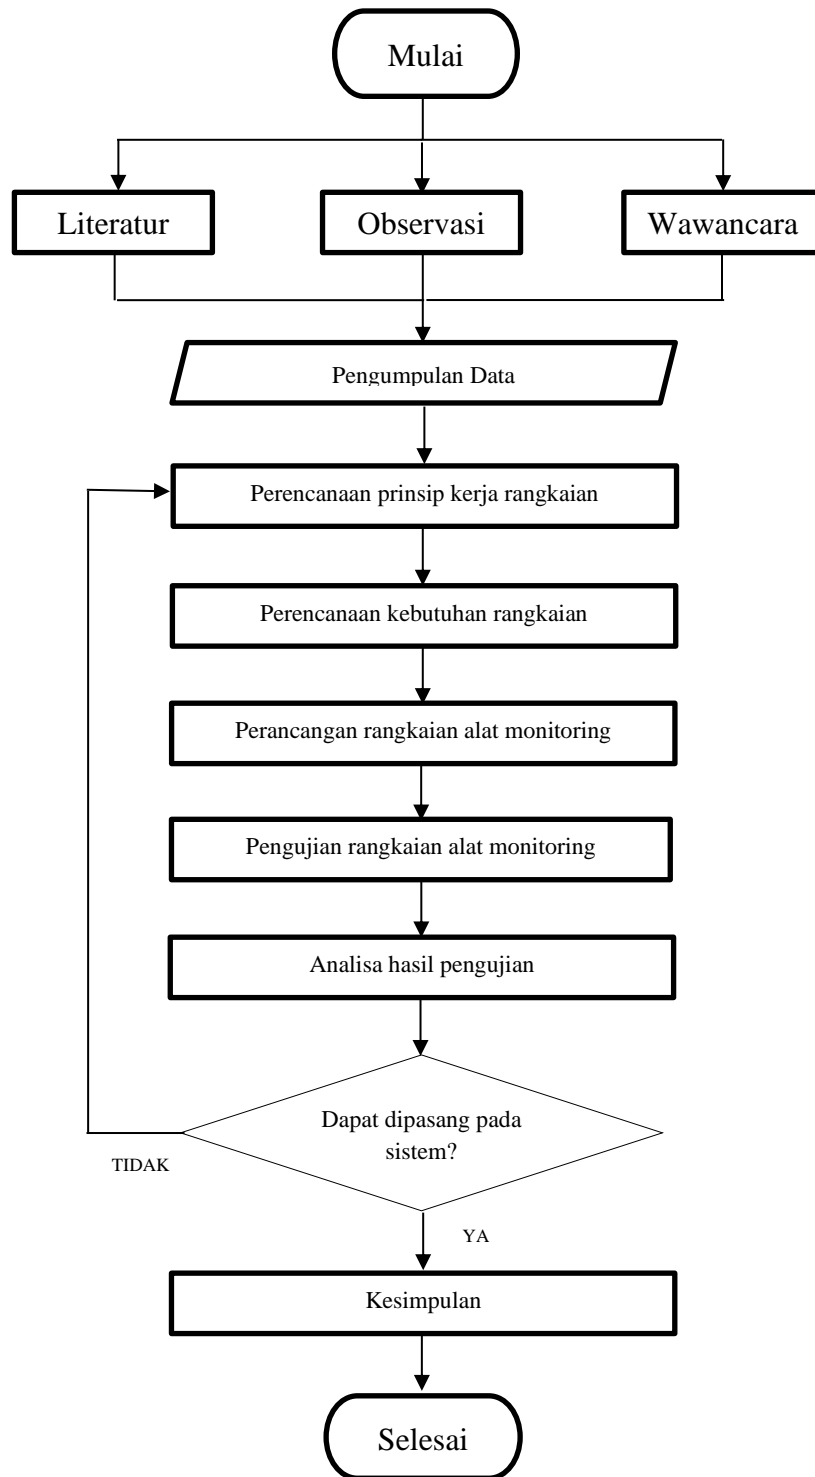 Mulai
Literatur
Observasi
Wawancara
Pengumpulan Data
Perencanaan prinsip kerja rangkaian
Perencanaan kebutuhan rangkaian
Perancangan rangkaian alat monitoring
Pengujian rangkaian alat monitoring
Analisa hasil pengujian
Dapat dipasang pada
sistem?
TIDAK
YA
Kesimpulan
Selesai